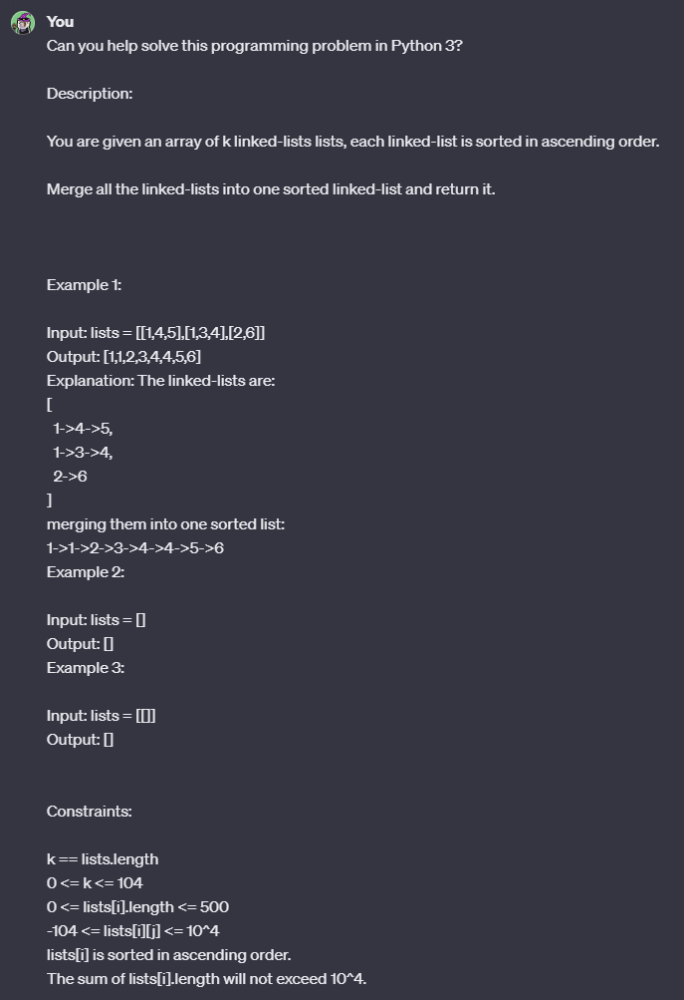 You
Can you help solve this programming problem in Python 3?
Description:
You are given an array of k linked-lists lists, each linked-list is sorted in ascending order.
Merge all the linked-lists into one sorted linked-list and return it.
Example 1:
Input: lists = [[1,4,5],[1,3,4],[2,6]]
Output: [1,1,2,3,4,4,5,6]
Explanation: The linked-lists are:
[
1->4->5,
1->3->4,
2->6
]
merging them into one sorted list:
1->1->2->3->4->4->5->6
Example 2:
Input: lists = []
Output: []
Example 3:
Input: lists = [[]]
Output: []
Constraints:
k == lists.length
0 <= k <= 104
0 <= lists[i].length <= 500
-104 <= lists[i][j] <= 10^4
lists[i] is sorted in ascending order.
The sum of lists[i].length will not exceed 10^4.